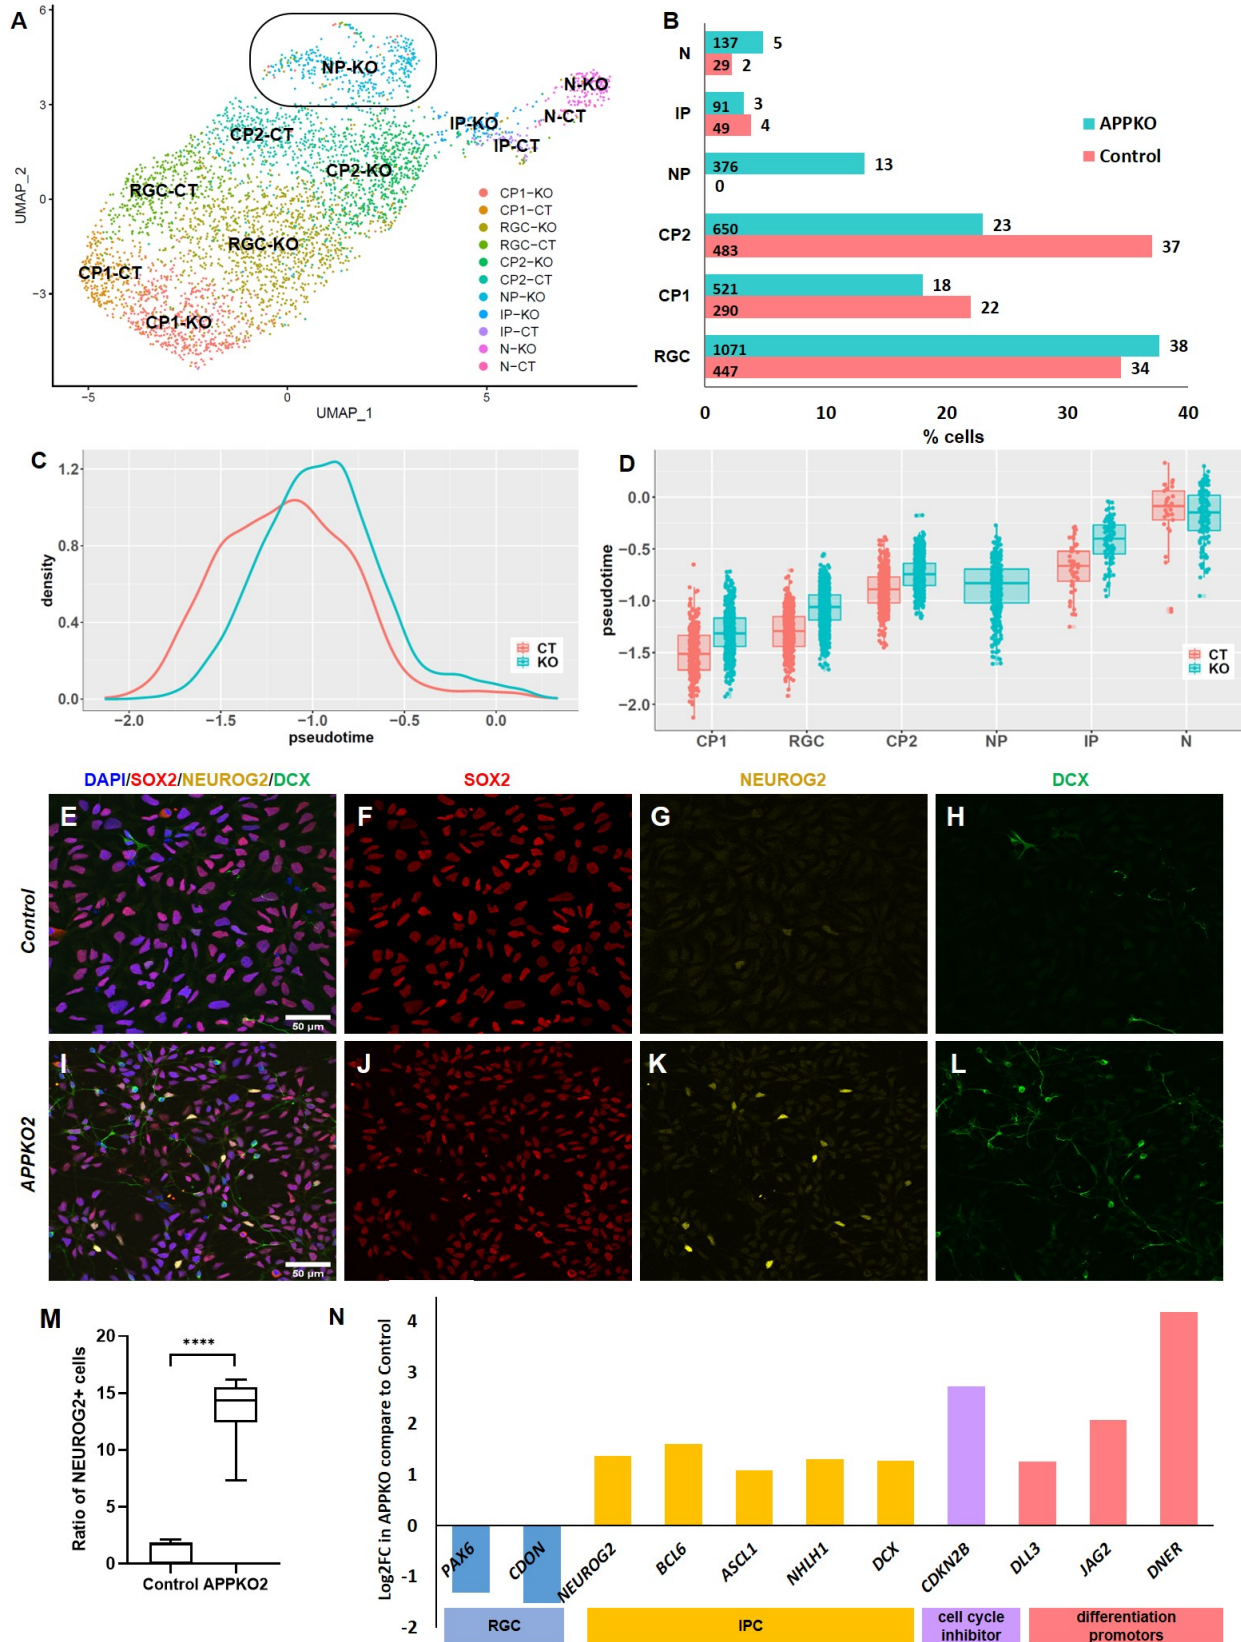 A
6
3
0
−3
UMAP_2
−5
0
5
UMAP_1
NP-KO
N-KO
N-CT
IP-KO
IP-CT
CP2-CT
CP2-KO
RGC-CT
RGC-KO
CP1-CT
CP1-KO
CP1−KO
CP1−CT
RGC−KO
RGC−CT
CP2−KO
CP2−CT
NP−KO
IP−KO
IP−CT
N−KO
N−CT
B
N
137 5
29 2
IP
91 3
49 4
NP
376 13
0
CP2
650 23
483 37
CP1
521 18
290 22
RGC
1071 38
447 34
APPKO
Control
0 10 20 30 40
% cells
C
1.2
0.8
0.4
0.0
density
−2.0 −1.5 −1.0 −0.5 0.0
pseudotime
CT
KO
D
0.0
−0.5
−1.0
−1.5
−2.0
pseudotime
CP1 RGC CP2 NP IP N
CT
KO
DAPI/SOX2/NEUROG2/DCX
SOX2
NEUROG2
DCX
Control
E
50 μm
F
G
H
APPKO2
I
50 μm
J
K
L
M
20
15
10
5
0
Ratio of NEUROG2+ cells
****
Control APPKO2
N
4
3
2
1
0
-1
-2
Log2FC in APPKO compare to Control
PAX6
CDON
NEUROG2
BCL6
ASCL1
NHLH1
DCX
CDKN2B
DLL3
JAG2
DNER
RGC
IPC
cell cycle
inhibitor
differentiation
promotors